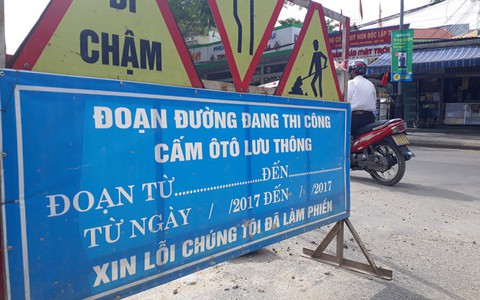 ĐI
CHẬM
ĐOẠN ĐƯỜNG ĐANG THI CÔNG
CẤM ÔTÔ LƯU THÔNG
ĐOẠN TỪ....................ĐẾN............
TỪ NGÀY / /2017 ĐẾN / /2017
XIN LỖI CHÚNG TÔI ĐÃ LÀM PHIỀN